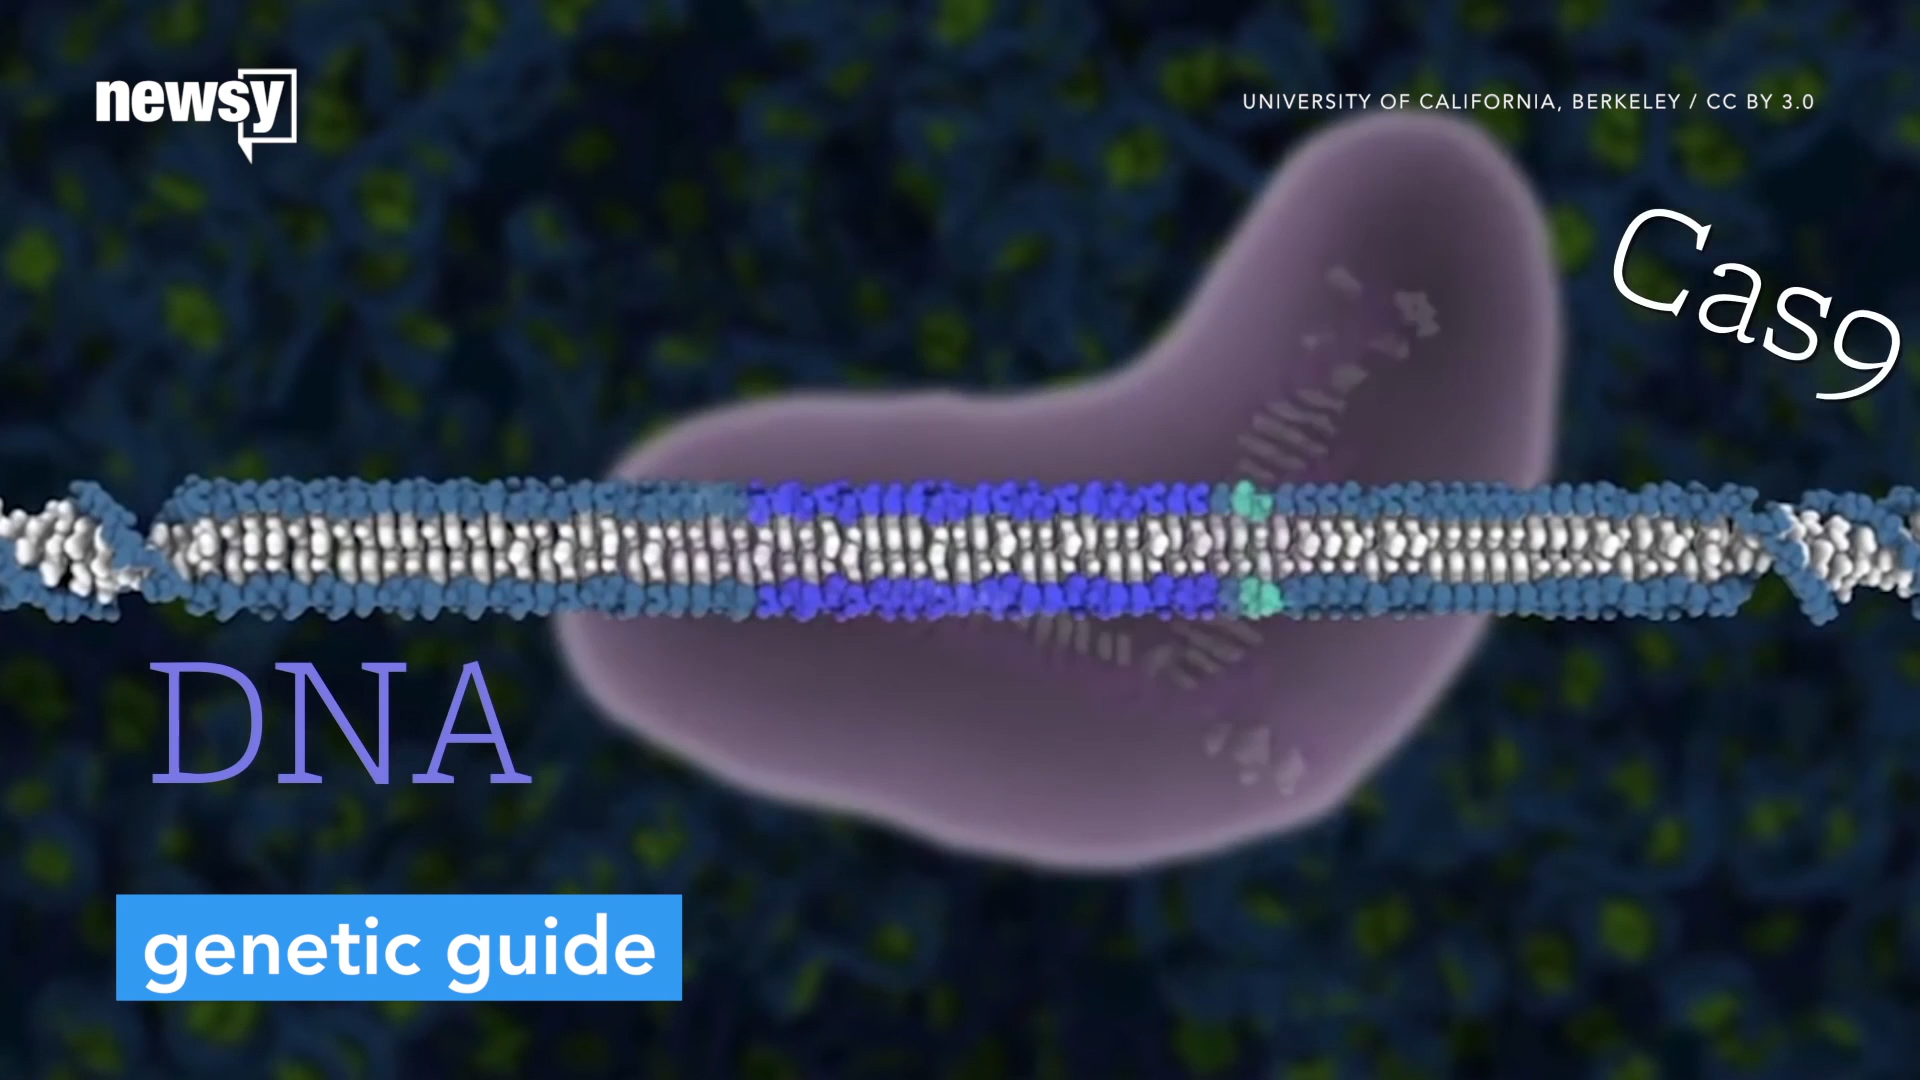 newsy
UNIVERSITY OF CALIFORNIA, BERKELEY / CC BY 3.0
Cas9
DNA
genetic guide